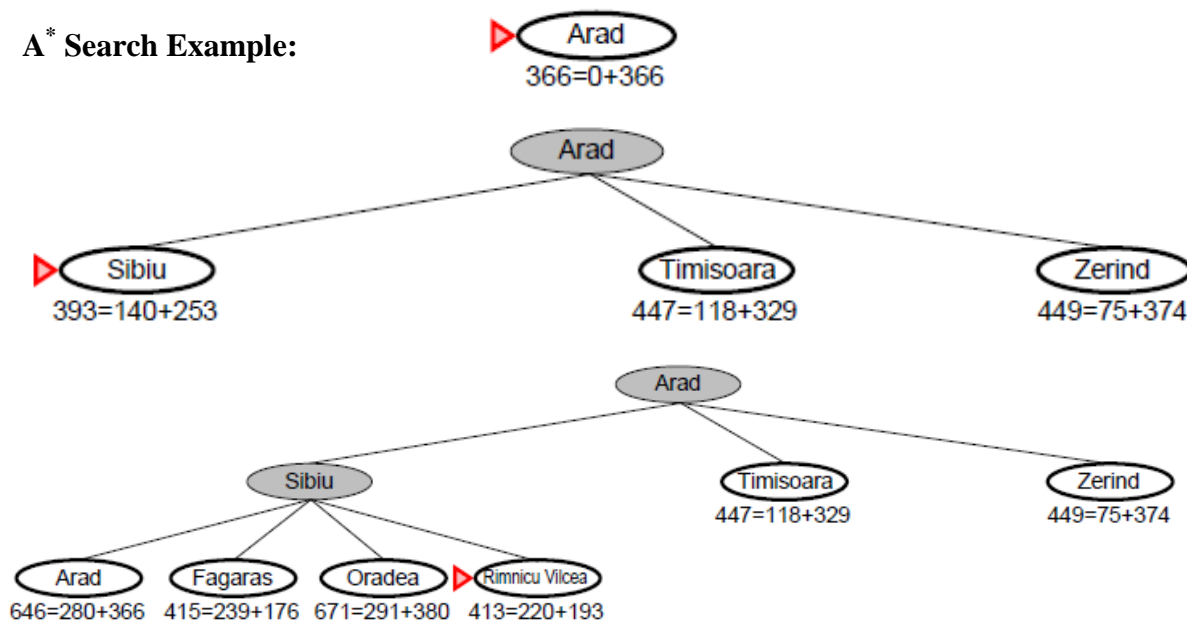 A* Search Example:
Arad
366=0+366
Arad
Sibiu Timisoara Zerind
393=140+253 447=118+329 449=75+374
Arad
Sibiu Timisoara Zerind
447=118+329 449=75+374
Arad Fagaras Oradea Rimnicu Vilcea
646=280+366 415=239+176 671=291+380 413=220+193